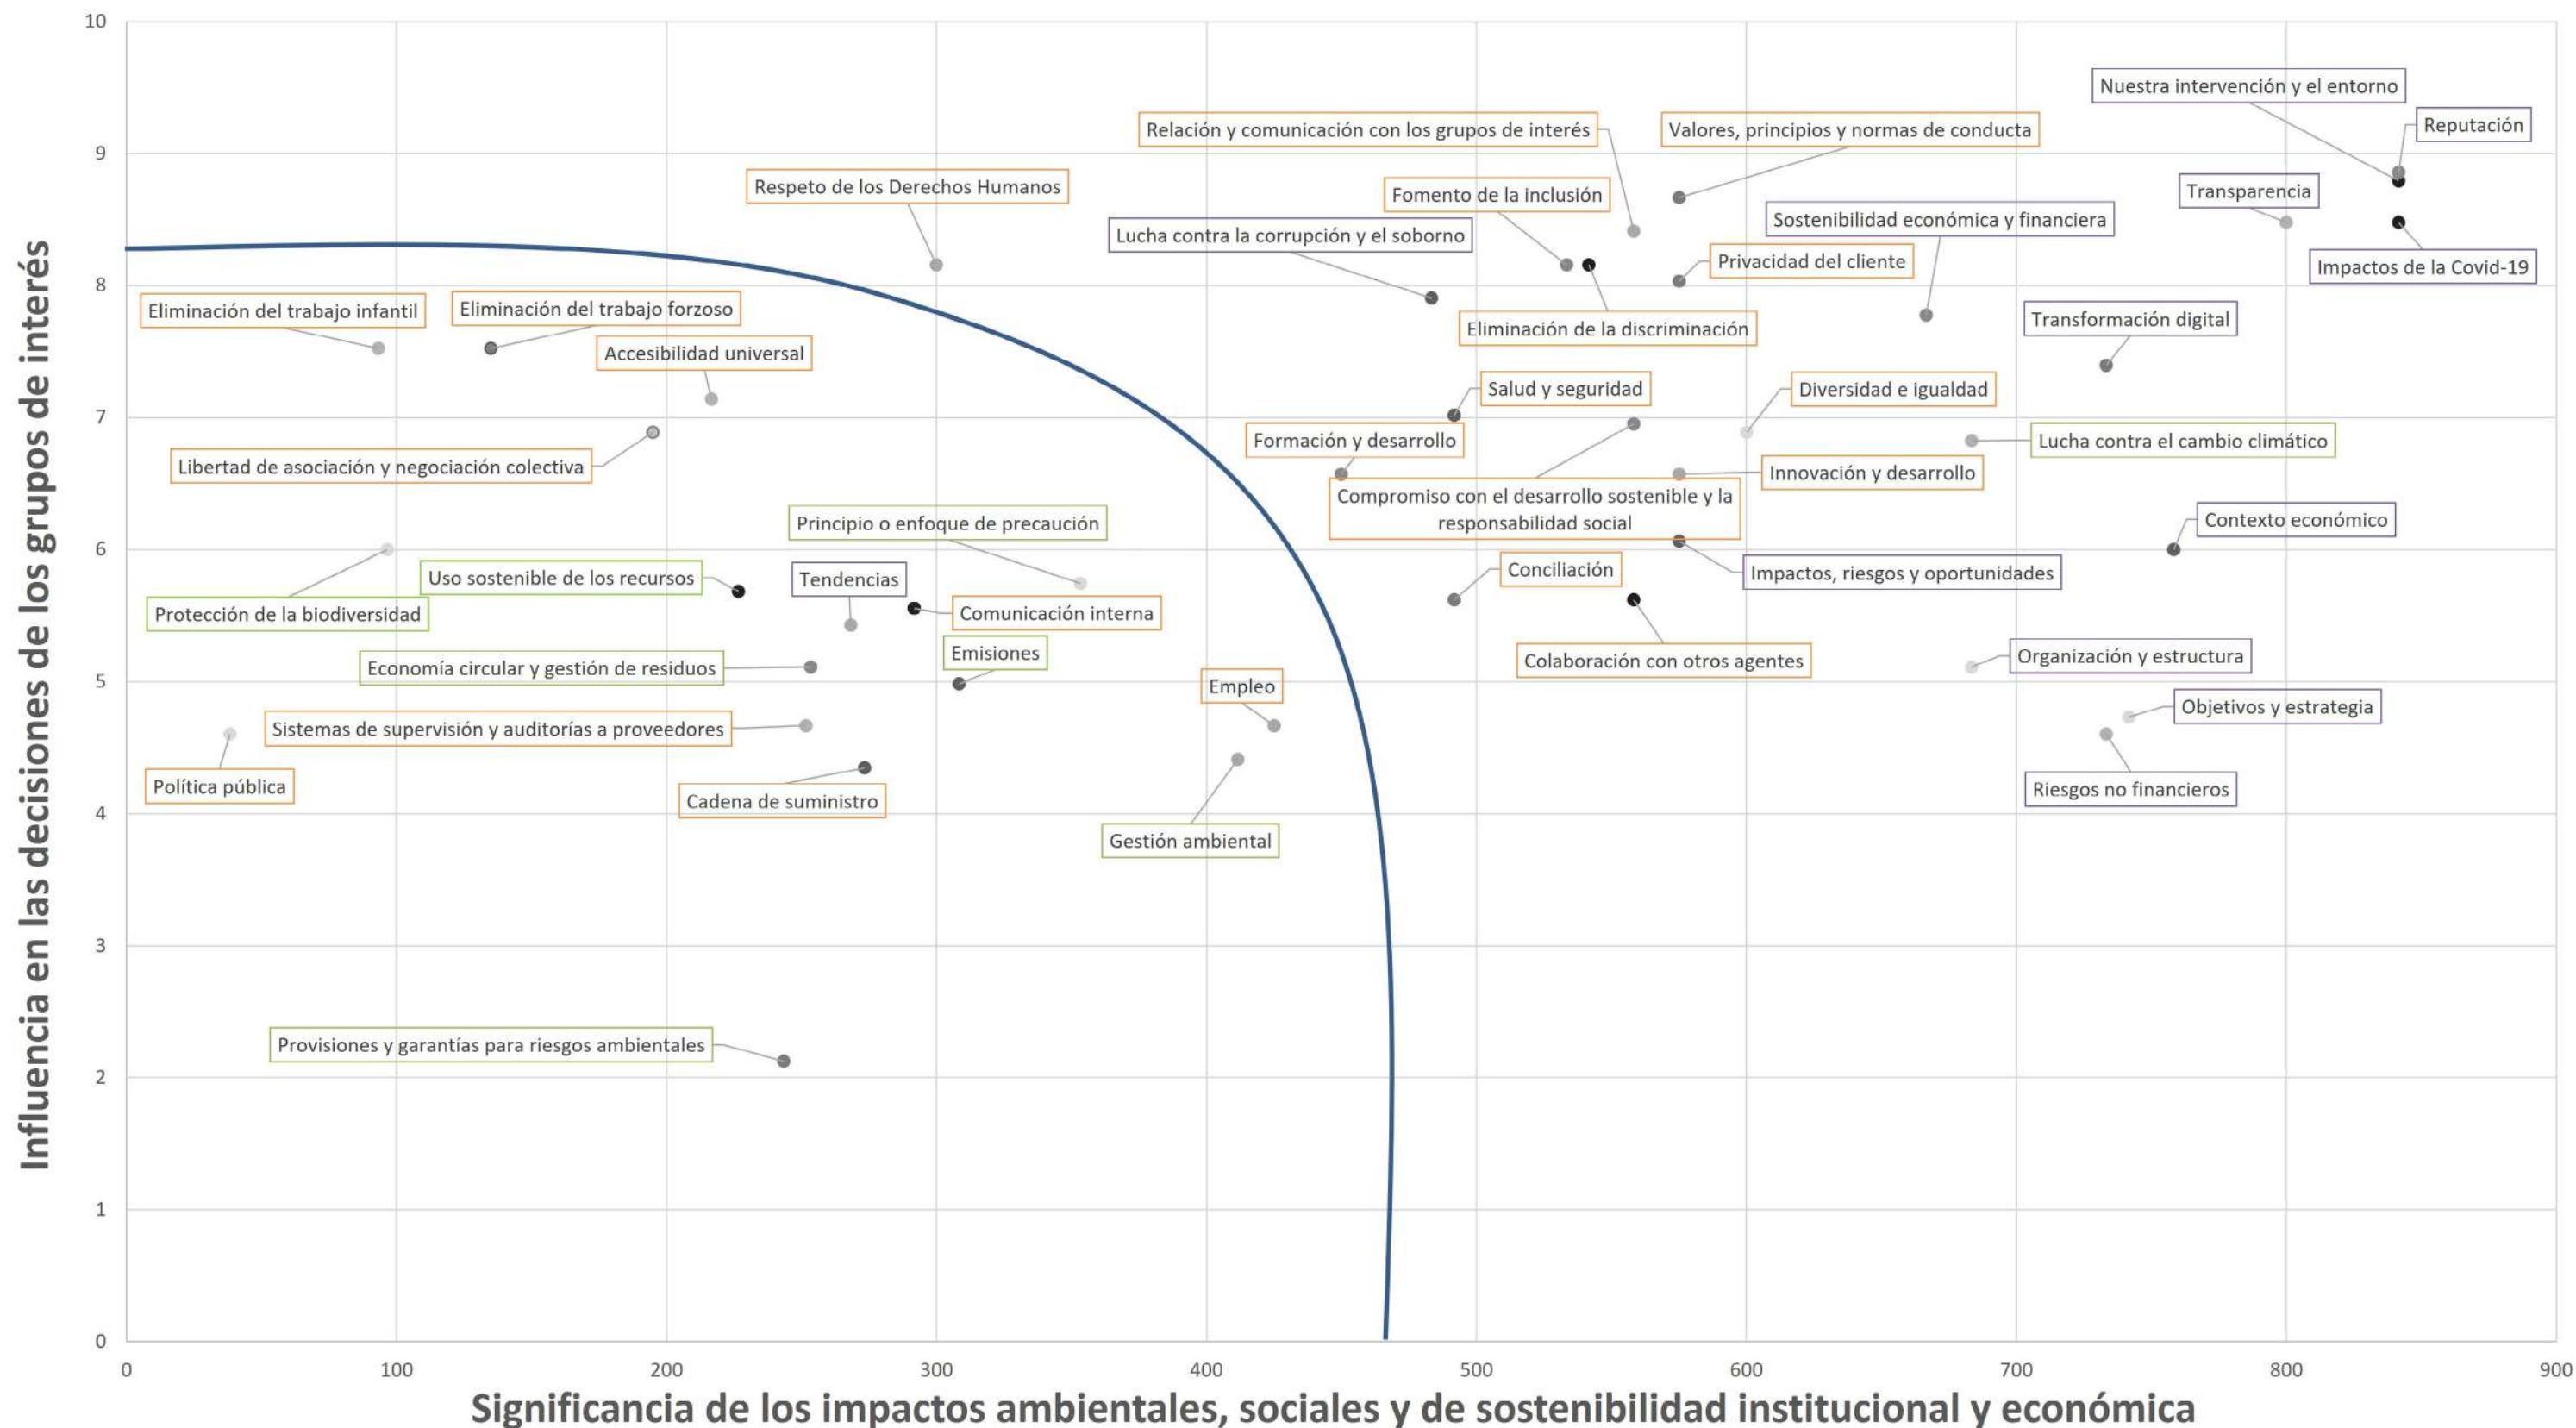 10
9
8
7
6
5
4
3
2
1
0
0
100
200
300
400
500
600
700
800
900
Influencia en las decisiones de los grupos de interés
Significancia de los impactos ambientales, sociales y de sostenibilidad institucional y económica
Nuestra intervención y el entorno
Reputación
Relación y comunicación con los grupos de interés
Valores, principios y normas de conducta
Respeto de los Derechos Humanos
Fomento de la inclusión
Transparencia
Sostenibilidad económica y financiera
Lucha contra la corrupción y el soborno
Privacidad del cliente
Impactos de la Covid-19
Eliminación del trabajo infantil
Eliminación del trabajo forzoso
Eliminación de la discriminación
Transformación digital
Accesibilidad universal
Salud y seguridad
Diversidad e igualdad
Formación y desarrollo
Lucha contra el cambio climático
Libertad de asociación y negociación colectiva
Innovación y desarrollo
Compromiso con el desarrollo sostenible y la
responsabilidad social
Principio o enfoque de precaución
Contexto económico
Uso sostenible de los recursos
Tendencias
Conciliación
Impactos, riesgos y oportunidades
Protección de la biodiversidad
Comunicación interna
Emisiones
Economía circular y gestión de residuos
Colaboración con otros agentes
Organización y estructura
Empleo
Objetivos y estrategia
Sistemas de supervisión y auditorías a proveedores
Política pública
Cadena de suministro
Riesgos no financieros
Gestión ambiental
Provisiones y garantías para riesgos ambientales